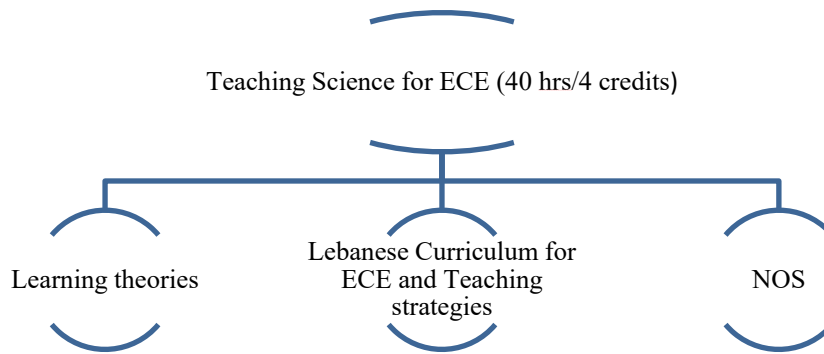 Teaching Science for ECE (40 hrs/4 credits)
Learning theories
Lebanese Curriculum for
ECE and Teaching
strategies
NOS